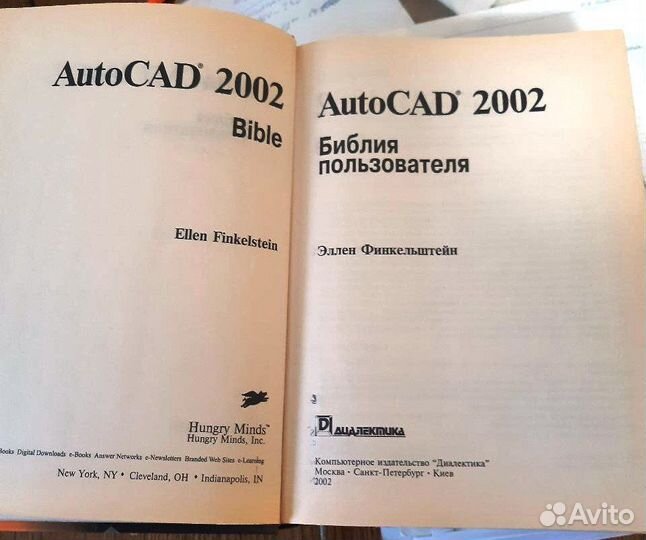 AutoCAD® 2002
Bible
Ellen Finkelstein
Hungry Minds™
Hungry Minds, Inc.
Books Digital Downloads e-Books Answer Networks e-Newsletters Branded Web Sites e-Learning
New York, NY • Cleveland, OH • Indianapolis, IN
AutoCAD® 2002
Библия
пользователя
Эллен Финкельштейн
ДИАЛЕКТИКА
Компьютерное издательство "Диалектика"
Москва • Санкт-Петербург • Киев
2002
Avito